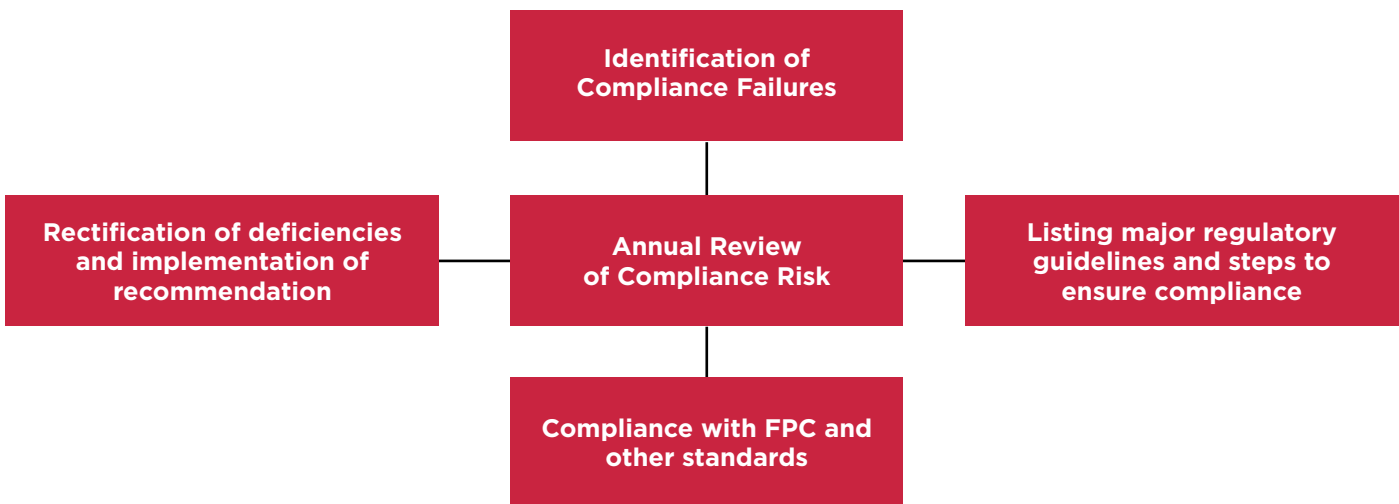 Identification of
Compliance Failures
Rectification of deficiencies
and implementation of
recommendation
Annual Review
of Compliance Risk
Listing major regulatory
guidelines and steps to
ensure compliance
Compliance with FPC and
other standards